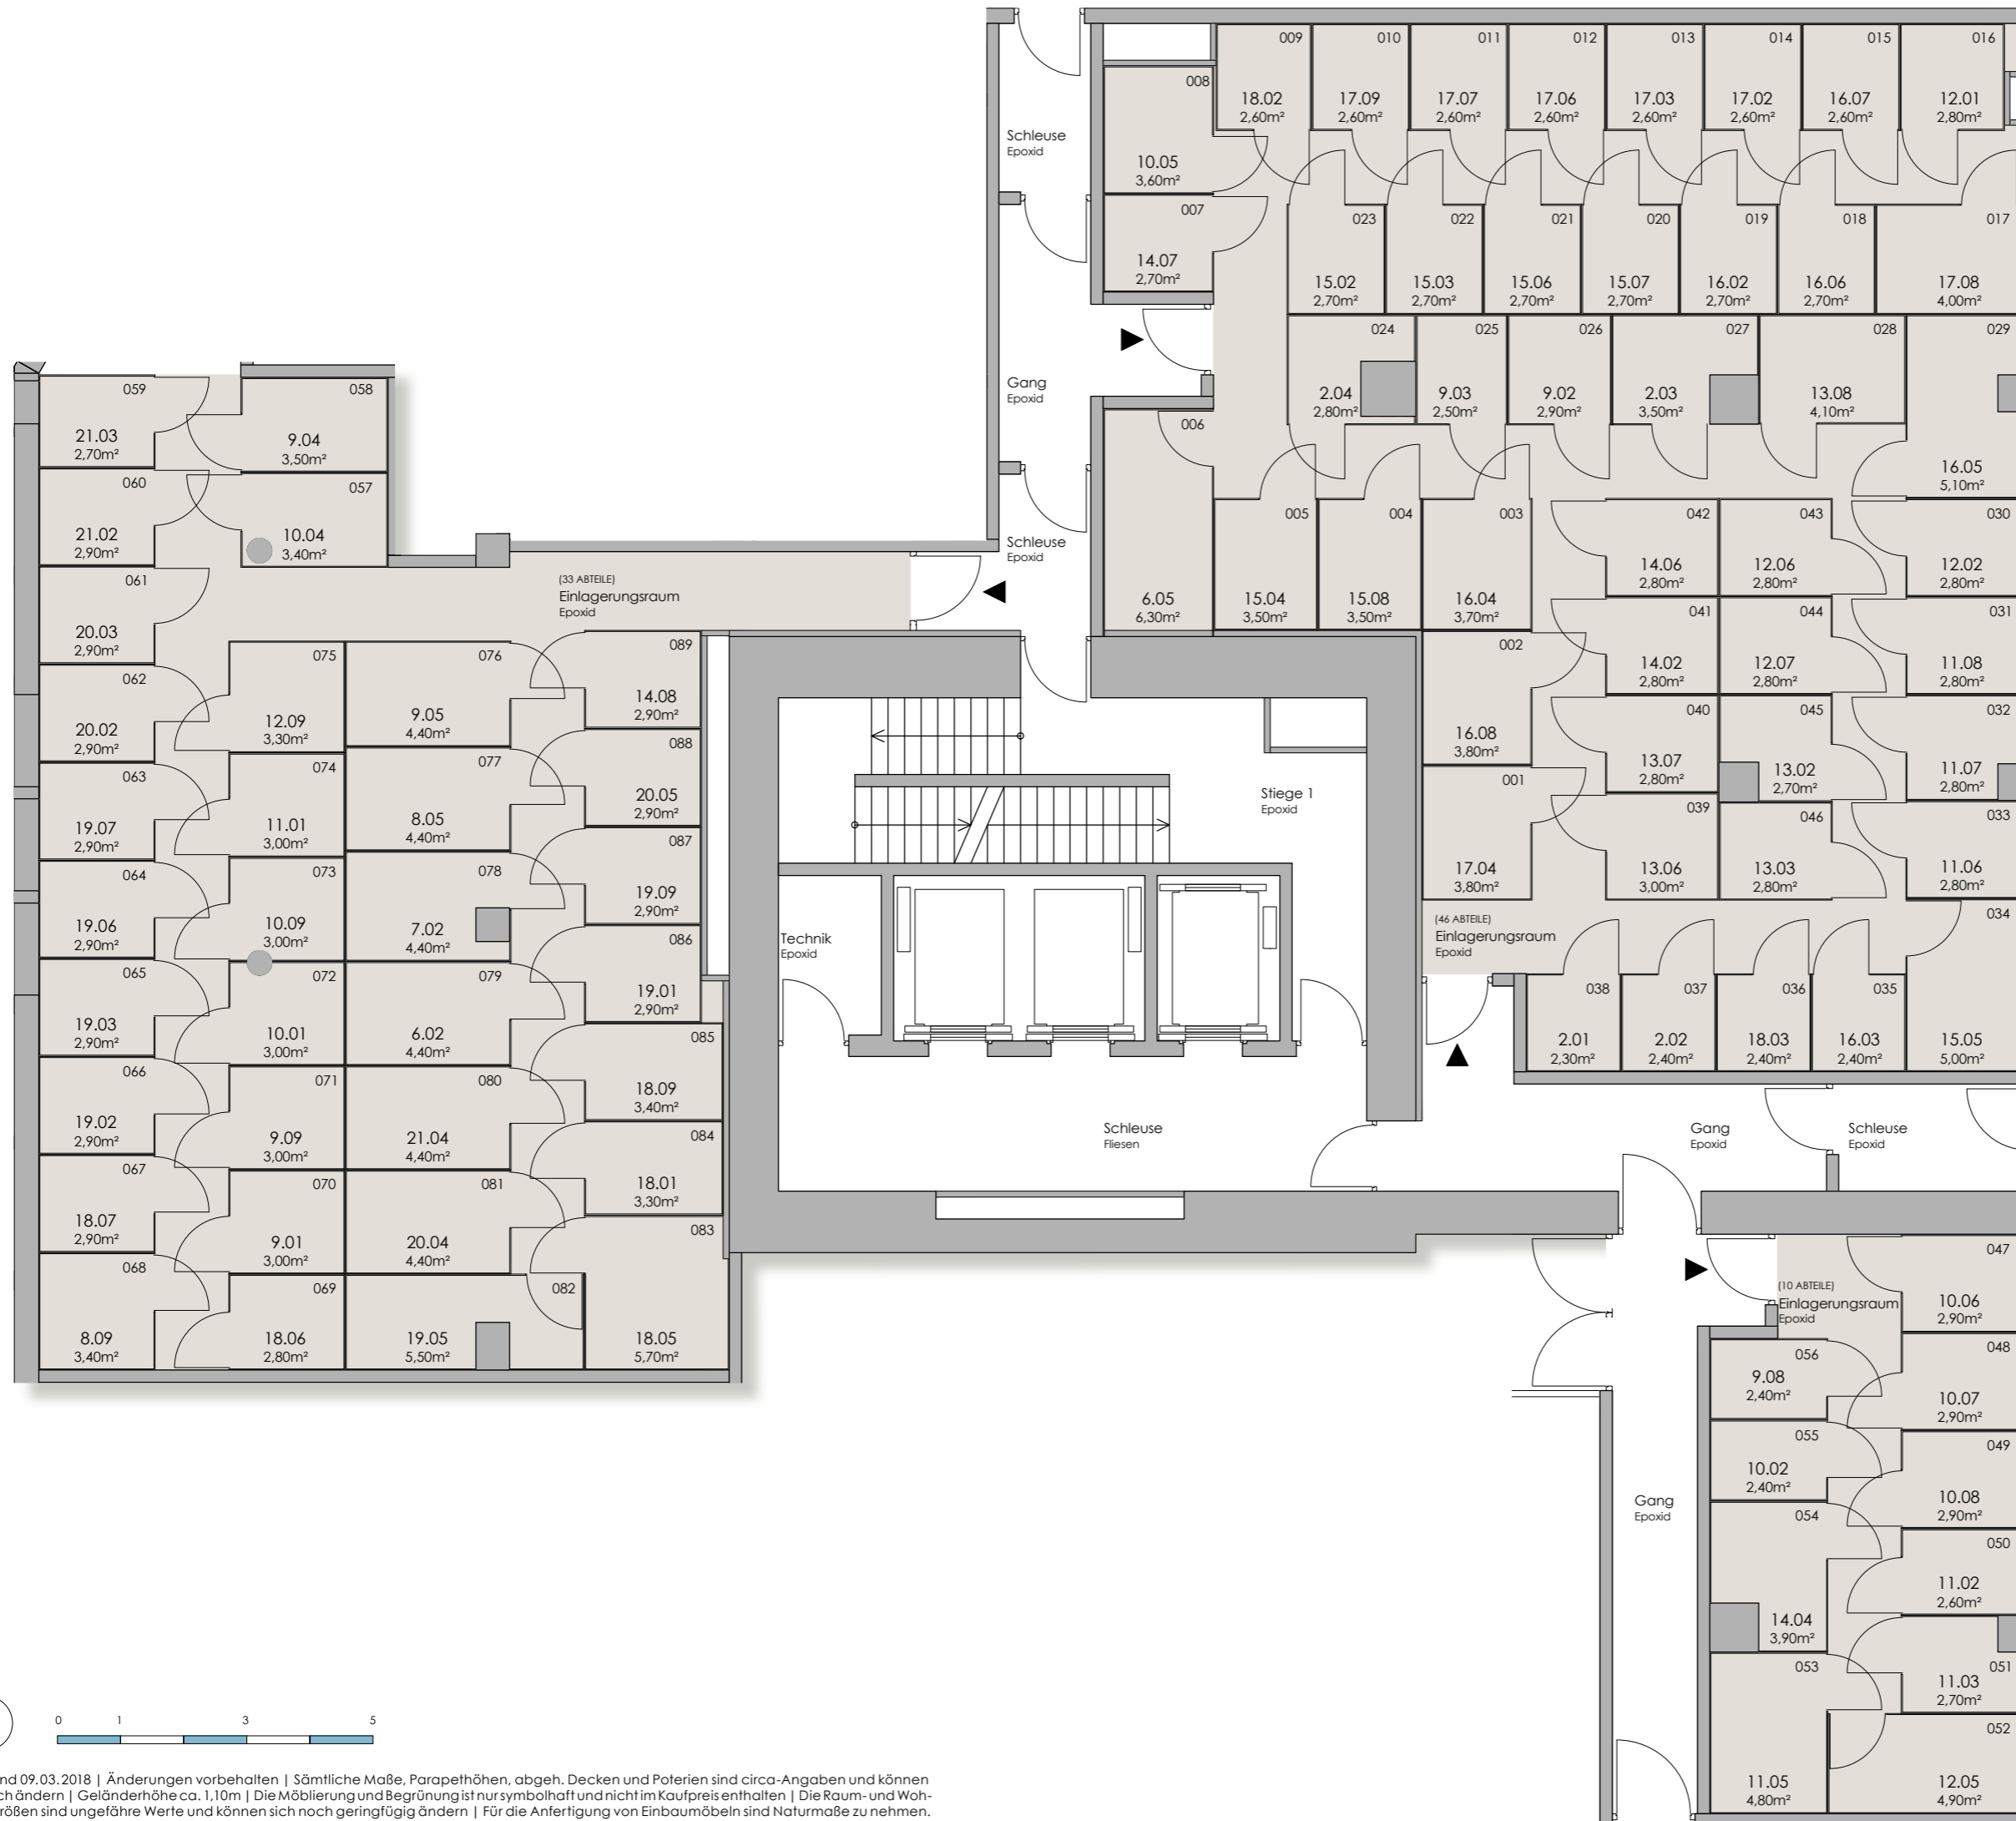 009
18.02
2,60m²
010
17.09
2,60m²
011
17.07
2,60m²
012
17.06
2,60m²
013
17.03
2,60m²
014
17.02
2,60m²
015
16.07
2,60m²
016
12.01
2,80m²
008
10.05
3,60m²
007
14.07
2,70m²
Schleuse
Epoxid
023
15.02
2,70m²
022
15.03
2,70m²
021
15.06
2,70m²
020
15.07
2,70m²
019
16.02
2,70m²
018
16.06
2,70m²
017
17.08
4,00m²
024
2.04
2,80m²
025
9.03
2,50m²
026
9.02
2,90m²
027
2.03
3,50m²
028
13.08
4,10m²
029
16.05
5,10m²
Gang
Epoxid
006
6.05
6,30m²
005
15.04
3,50m²
004
15.08
3,50m²
003
16.04
3,70m²
042
14.06
2,80m²
043
12.06
2,80m²
030
12.02
2,80m²
Schleuse
Epoxid
002
16.08
3,80m²
041
14.02
2,80m²
044
12.07
2,80m²
031
11.08
2,80m²
040
13.07
2,80m²
045
13.02
2,70m²
032
11.07
2,80m²
001
17.04
3,80m²
039
13.06
3,00m²
046
13.03
2,80m²
033
11.06
2,80m²
(46 ABTEILE)
Einlagerungsraum
Epoxid
034
15.05
5,00m²
038
2.01
2,30m²
037
2.02
2,40m²
036
18.03
2,40m²
035
16.03
2,40m²
059
21.03
2,70m²
058
9.04
3,50m²
060
21.02
2,90m²
057
10.04
3,40m²
(33 ABTEILE)
Einlagerungsraum
Epoxid
061
20.03
2,90m²
062
20.02
2,90m²
063
19.07
2,90m²
064
19.06
2,90m²
065
19.03
2,90m²
066
19.02
2,90m²
067
18.07
2,90m²
068
8.09
3,40m²
075
12.09
3,30m²
074
11.01
3,00m²
073
10.09
3,00m²
072
10.01
3,00m²
071
9.09
3,00m²
070
9.01
3,00m²
069
18.06
2,80m²
076
9.05
4,40m²
077
8.05
4,40m²
078
7.02
4,40m²
079
6.02
4,40m²
080
21.04
4,40m²
081
20.04
4,40m²
082
19.05
5,50m²
089
14.08
2,90m²
088
20.05
2,90m²
087
19.09
2,90m²
086
19.01
2,90m²
085
18.09
3,40m²
084
18.01
3,30m²
083
18.05
5,70m²
Stiege 1
Epoxid
Technik
Epoxid
Schleuse
Fliesen
Gang
Epoxid
Schleuse
Epoxid
(10 ABTEILE)
Einlagerungsraum
Epoxid
047
10.06
2,90m²
056
9.08
2,40m²
048
10.07
2,90m²
055
10.02
2,40m²
049
10.08
2,90m²
054
14.04
3,90m²
050
11.02
2,60m²
Gang
Epoxid
053
11.05
4,80m²
051
11.03
2,70m²
052
12.05
4,90m²
0 1 3 5
nd 09.03.2018 | Änderungen vorbehalten | Sämtliche Maße, Parapethöhen, abgeh. Decken und Poterien sind circa-Angaben und können
ch ändern | Geländerhöhe ca. 1,10m | Die Möblierung und Begrünung ist nur symbolhaft und nicht im Kaufpreis enthalten | Die Raum- und Woh-
rößen sind ungefähre Werte und können sich noch geringfügig ändern | Für die Anfertigung von Einbaumöbeln sind Naturmaße zu nehmen.